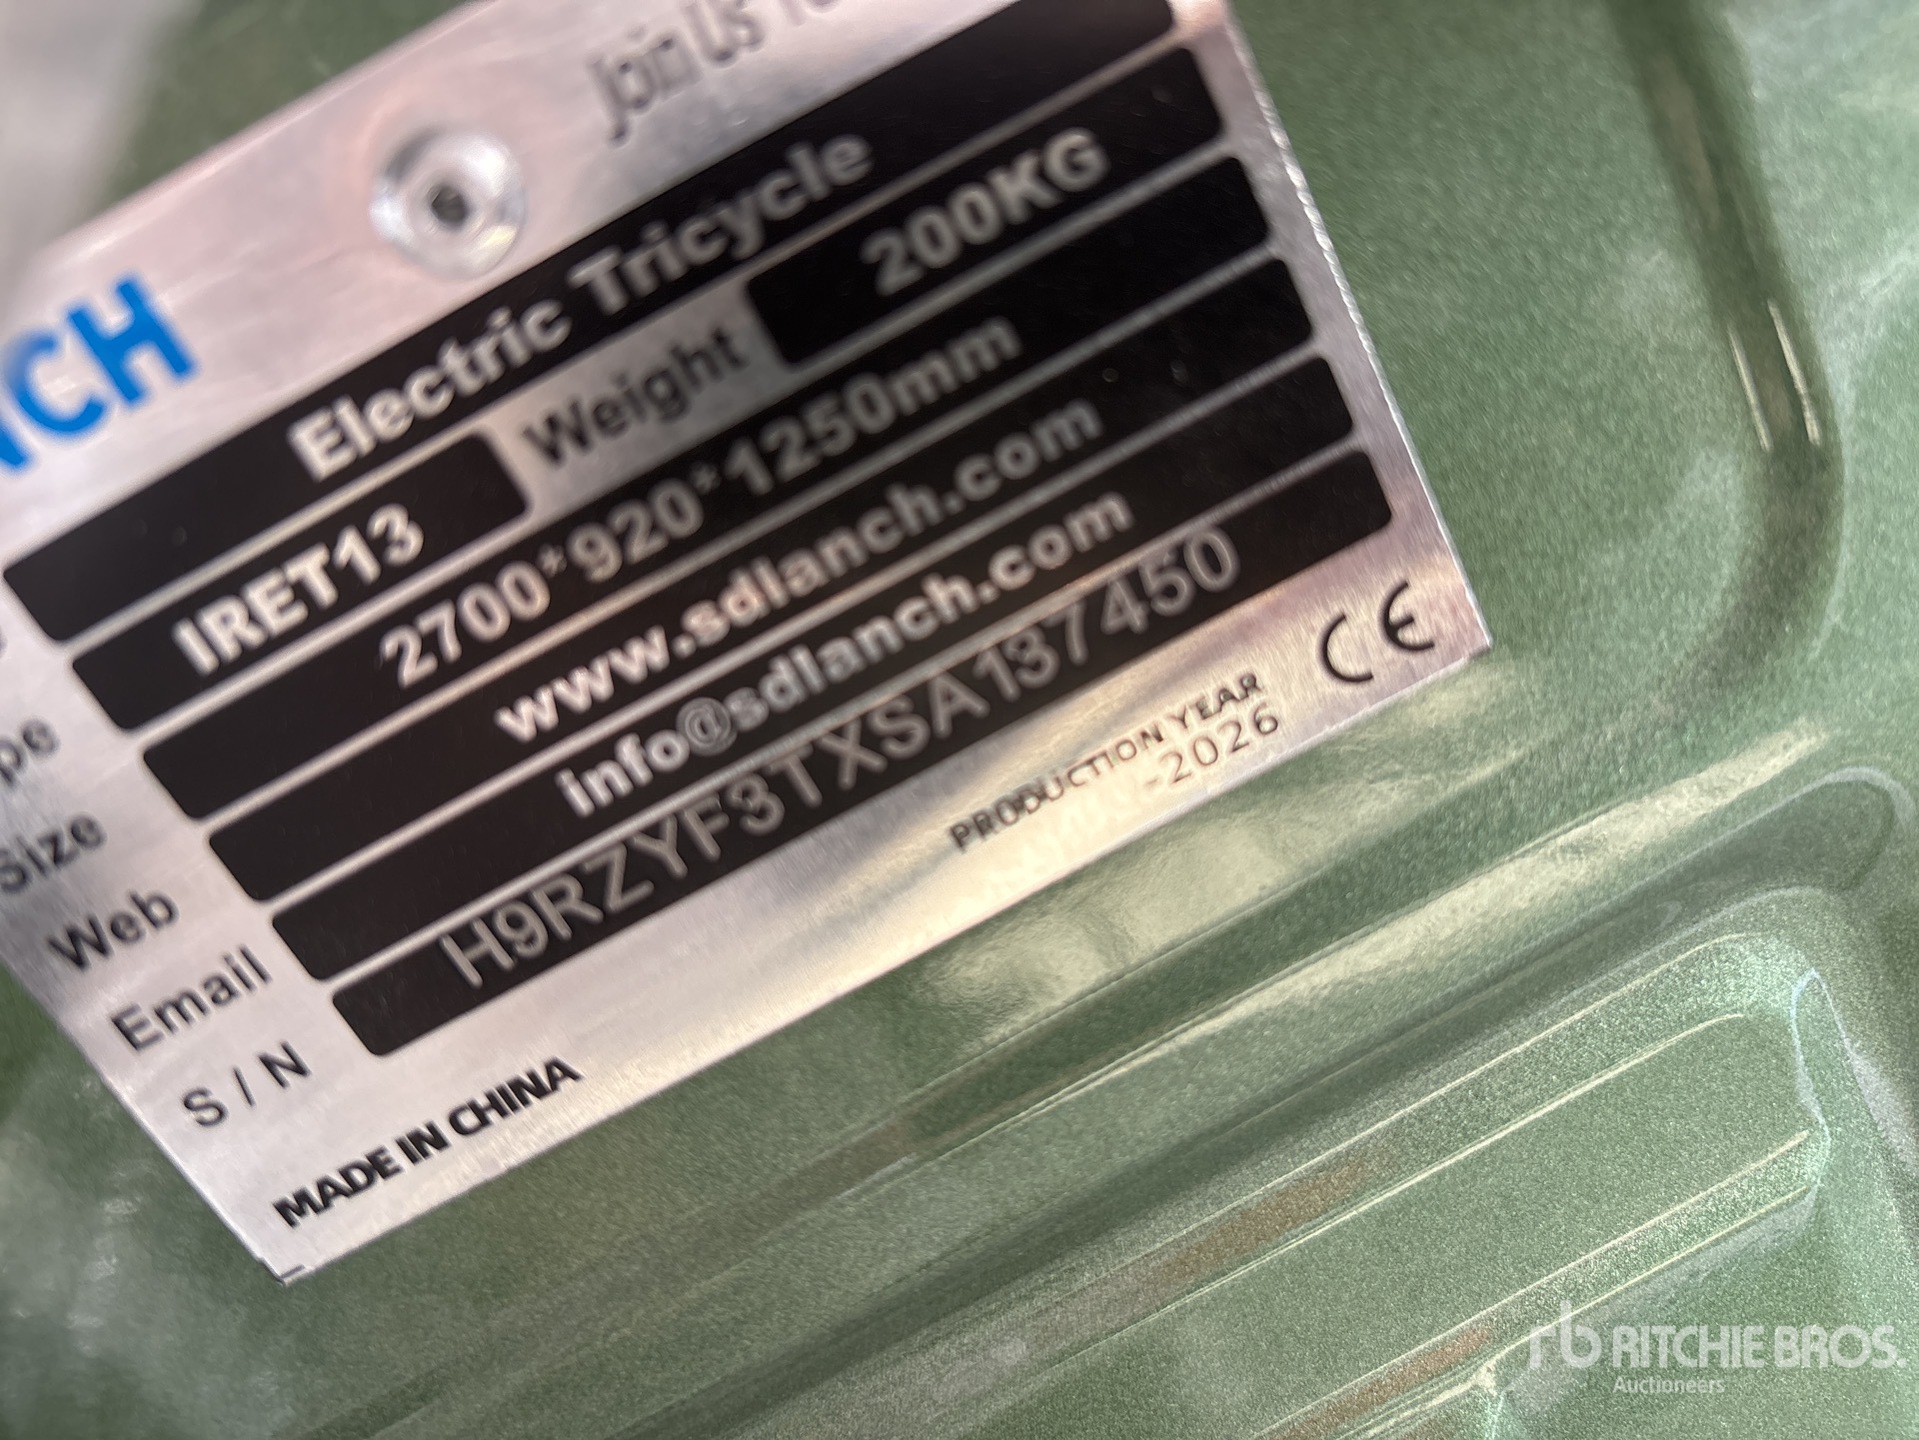 Join Us
NCH
Electric Tricycle
IRET13 Weight 200KG
pe
Size 2700*920*1250mm
Web www.sdlanch.com
Email info@sdlanch.com
S / N H9RZYF3TXSA137450
PRODUCTION YEAR
-2026
CE
MADE IN CHINA
rb RITCHIE BROS.
Auctioneers